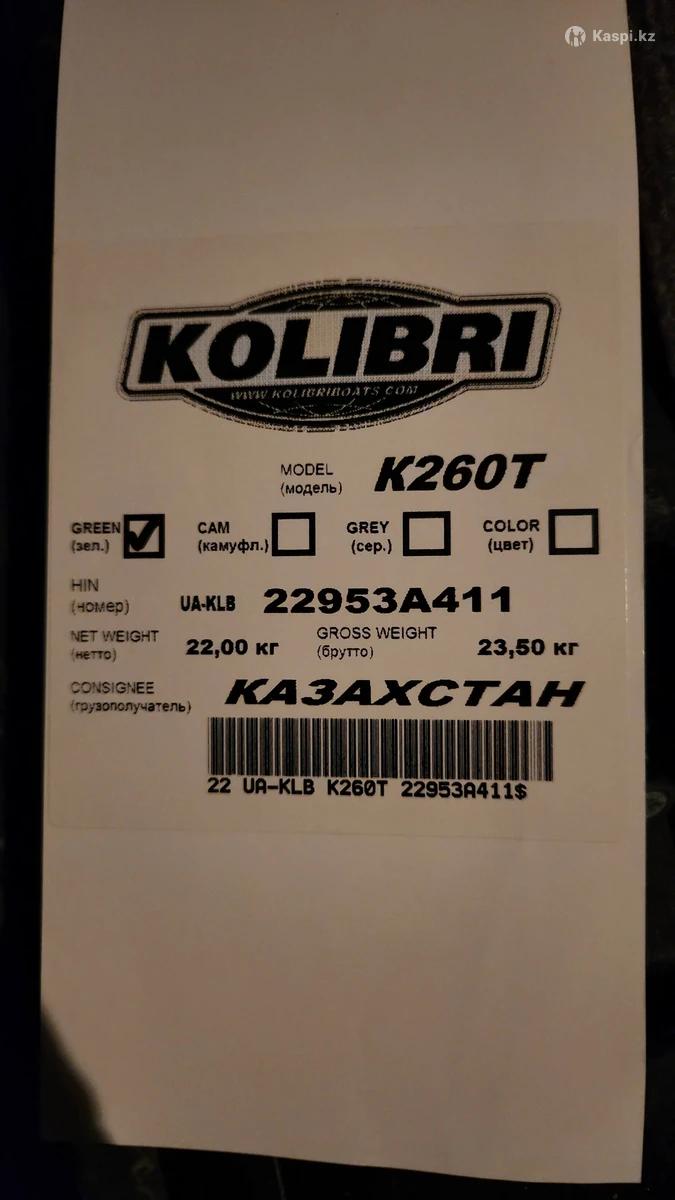 Kaspi.kz
KOLIBRI
WWW.KOLIBRIBOATS.COM
MODEL
(модель)
K260T
GREEN
(зел.)
CAM
(камуфл.)
GREY
(сер.)
COLOR
(цвет)
HIN
(номер)
UA-KLB 22953A411
NET WEIGHT
(нетто)
22,00 кг
GROSS WEIGHT
(брутто)
23,50 кг
CONSIGNEE
(грузополучатель)
КАЗАХСТАН
22 UA-KLB K260T 22953A411$